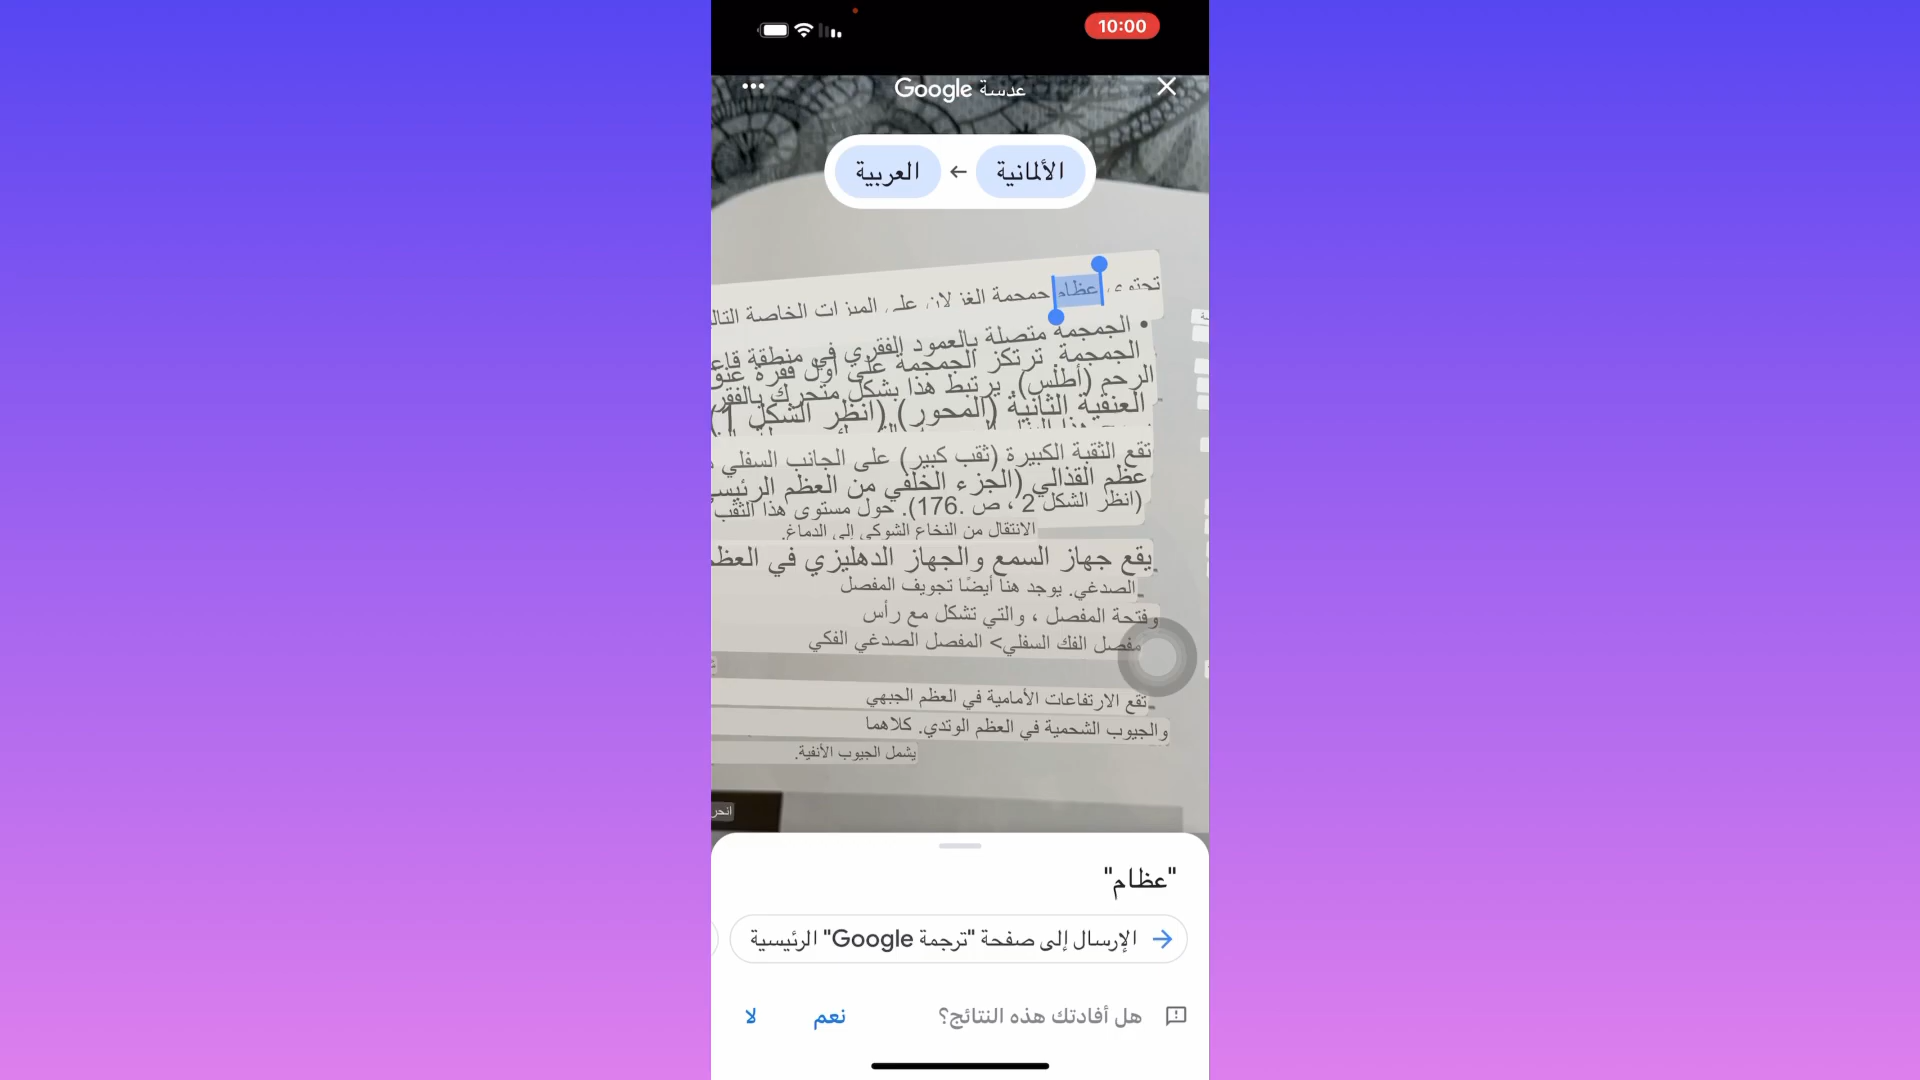 10:00
عدسة Google
الألمانية ← العربية
عظام جمجمة الغزلان على الميزات الخاصة
• الجمجمة متصلة بالعمود الفقري في منطقة
الجمجمة. ترتكز الجمجمة على أول فقرة
الرحم (أطلس). يرتبط هذا بشكل متحرك
العنقية الثانية (المحور) (انظر الشكل 1)
تقع الثقبة الكبيرة (ثقب كبير) على الجانب السفلي
عظم القذالي (الجزء الخلفي من العظم
(انظر الشكل 2 ، ص .176). حول مستوى هذا الثقب
الانتقال من النخاع الشوكي إلى الدماغ.
يقع جهاز السمع والجهاز الدهليزي في
الصدغي. يوجد هنا أيضًا تجويف المفصل
وفتحة المفصل ، والتي تشكل مع رأس
مفصل الفك السفلي> المفصل الصدغي الفكي
تقع الارتفاعات الأمامية في العظم الجبهي
والجيوب الشحمية في العظم الوتدي. كلاهما
يشمل الجيوب الأنفية.
"عظام"
الإرسال إلى صفحة "ترجمة Google" الرئيسية
هل أفادتك هذه النتائج؟ نعم لا